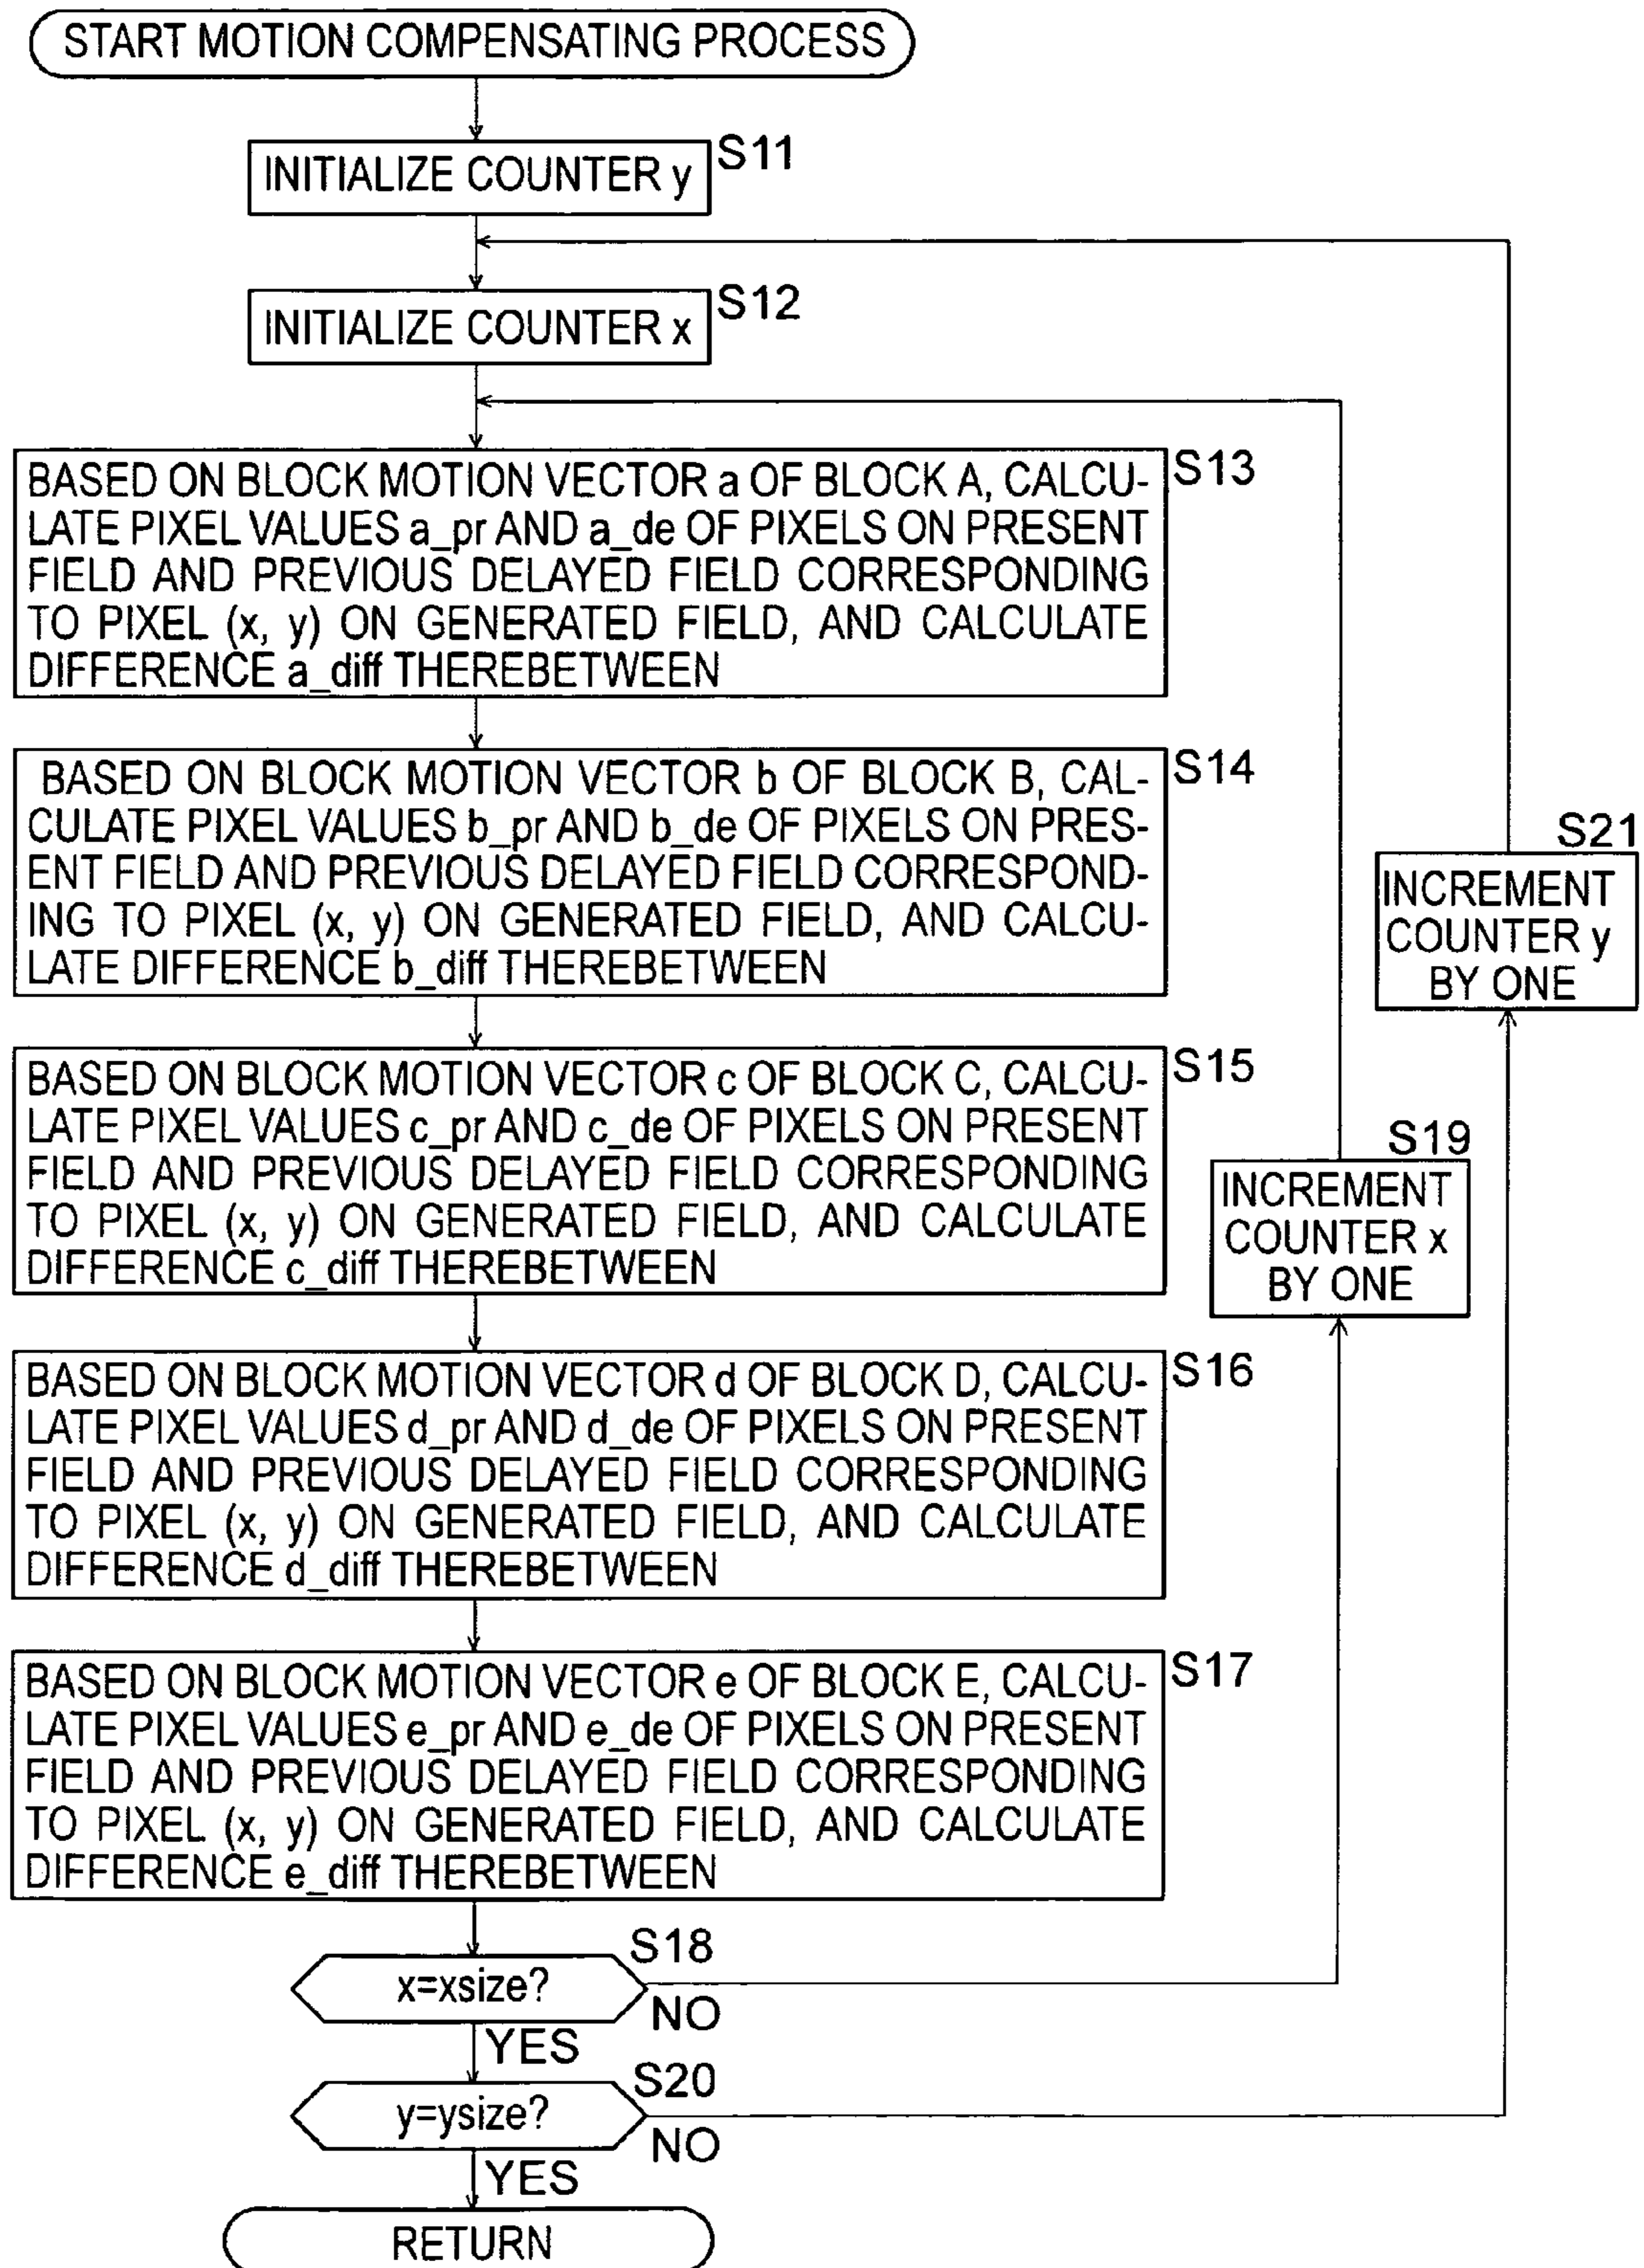 START MOTION COMPENSATING PROCESS
S11
INITIALIZE COUNTER y
S12
INITIALIZE COUNTER x
S13
BASED ON BLOCK MOTION VECTOR a OF BLOCK A, CALCU-
LATE PIXEL VALUES a_pr AND a_de OF PIXELS ON PRESENT
FIELD AND PREVIOUS DELAYED FIELD CORRESPONDING
TO PIXEL (x, y) ON GENERATED FIELD, AND CALCULATE
DIFFERENCE a_diff THEREBETWEEN
S14
BASED ON BLOCK MOTION VECTOR b OF BLOCK B, CAL-
CULATE PIXEL VALUES b_pr AND b_de OF PIXELS ON PRES-
ENT FIELD AND PREVIOUS DELAYED FIELD CORRESPOND-
ING TO PIXEL (x, y) ON GENERATED FIELD, AND CALCU-
LATE DIFFERENCE b_diff THEREBETWEEN
S21
INCREMENT
COUNTER y
BY ONE
S15
BASED ON BLOCK MOTION VECTOR c OF BLOCK C, CALCU-
LATE PIXEL VALUES c_pr AND c_de OF PIXELS ON PRESENT
FIELD AND PREVIOUS DELAYED FIELD CORRESPONDING
TO PIXEL (x, y) ON GENERATED FIELD, AND CALCULATE
DIFFERENCE c_diff THEREBETWEEN
S19
INCREMENT
COUNTER x
BY ONE
S16
BASED ON BLOCK MOTION VECTOR d OF BLOCK D, CALCU-
LATE PIXEL VALUES d_pr AND d_de OF PIXELS ON PRESENT
FIELD AND PREVIOUS DELAYED FIELD CORRESPONDING
TO PIXEL (x, y) ON GENERATED FIELD, AND CALCULATE
DIFFERENCE d_diff THEREBETWEEN
S17
BASED ON BLOCK MOTION VECTOR e OF BLOCK E, CALCU-
LATE PIXEL VALUES e_pr AND e_de OF PIXELS ON PRESENT
FIELD AND PREVIOUS DELAYED FIELD CORRESPONDING
TO PIXEL (x, y) ON GENERATED FIELD, AND CALCULATE
DIFFERENCE e_diff THEREBETWEEN
S18
x=xsize?
NO
YES
S20
y=ysize?
NO
YES
RETURN